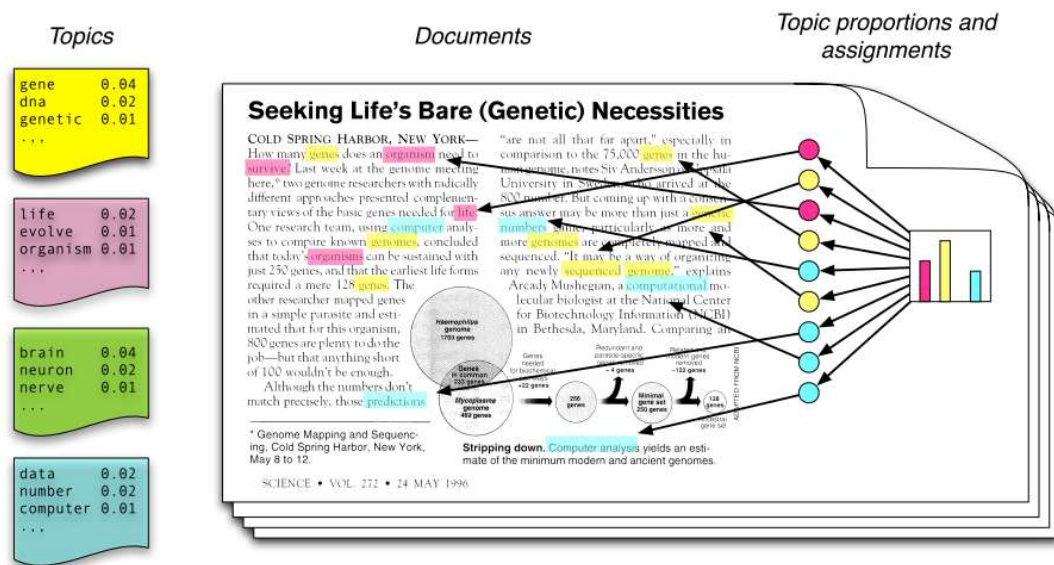 Topics
Documents
Topic proportions and
assignments
gene 0.04
dna 0.02
genetic 0.01
...
life 0.02
evolve 0.01
organism 0.01
...
brain 0.04
neuron 0.02
nerve 0.01
...
data 0.02
number 0.02
computer 0.01
...
Seeking Life's Bare (Genetic) Necessities
COLD SPRING HARBOR, NEW YORK—
How many genes does an organism need to
survive? Last week at the genome meeting
here,* two genome researchers with radically
different approaches presented complemen-
tary views of the basic genes needed for life.
One research team, using computer analy-
ses to compare known genomes, concluded
that today's organisms can be sustained with
just 250 genes, and that the earliest life forms
required a mere 128 genes. The
other researcher mapped genes
in a simple parasite and esti-
mated that for this organism,
800 genes are plenty to do the
job—but that anything short
of 100 wouldn't be enough.
Although the numbers don't
match precisely, those predictions
* Genome Mapping and Sequenc-
ing, Cold Spring Harbor, New York,
May 8 to 12.
SCIENCE • VOL. 272 • 24 MAY 1996
"are not all that far apart," especially in
comparison to the 75,000 genes in the hu-
man genome, notes Siv Andersson Uppsala
University in Sweden, who arrived at the
800 number. But coming up with a consen-
sus answer may be more than just a genetic
numbers game, particularly as more and
more genomes are completely mapped and
sequenced. "It may be a way of organizing
any newly sequenced genome," explains
Arcady Mushegian, a computational mo-
lecular biologist at the National Center
for Biotechnology Information (NCBI)
in Bethesda, Maryland. Comparing an
Haemophilus
genome
1703 genes
Genes
in common
233 genes
Mycoplasma
genome
469 genes
Genes
needed
for biochemical
+22 genes
256
genes
Redundant and
parasite-specific
genes
– 4 genes
Minimal
gene set
250 genes
removed
–122 genes
128
genes
gene set
ADAPTED FROM NCBI
Stripping down. Computer analysis yields an esti-
mate of the minimum modern and ancient genomes.